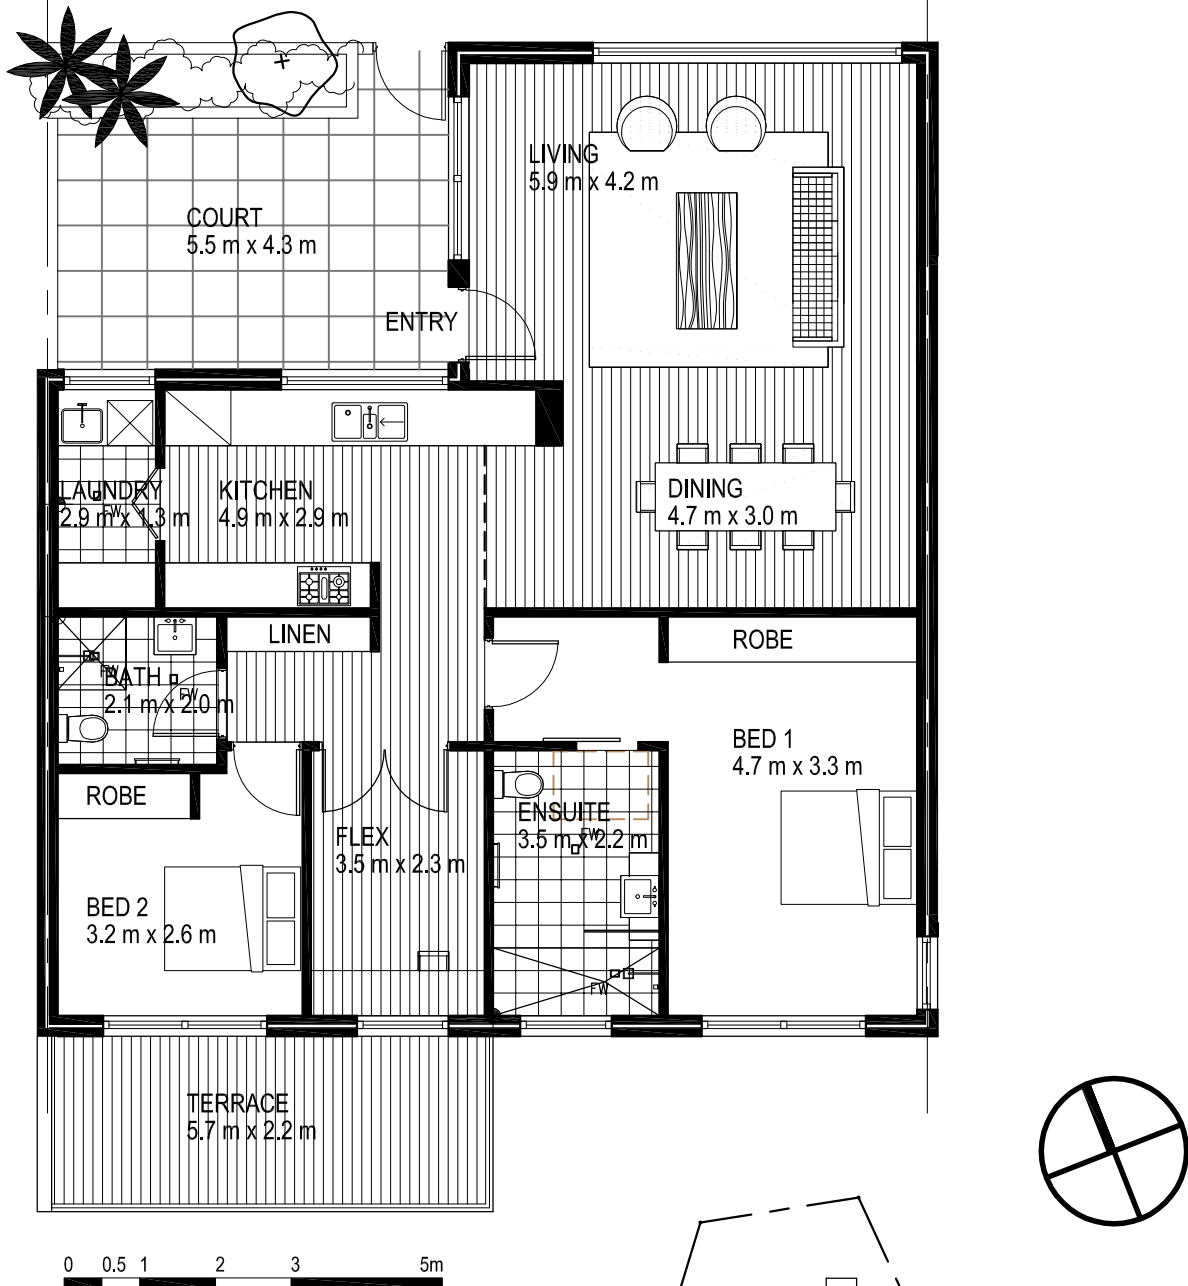 LIVING
5.9 m x 4.2 m
COURT
5.5 m x 4.3 m
ENTRY
LAUNDRY
2.9 m x 1.3 m
FW
KITCHEN
4.9 m x 2.9 m
DINING
4.7 m x 3.0 m
LINEN
ROBE
BATH
2.1 m x 2.0 m
FW
FW
BED 1
4.7 m x 3.3 m
ROBE
ENSUITE
3.5 m x 2.2 m
FW
FLEX
3.5 m x 2.3 m
BED 2
3.2 m x 2.6 m
FW
TERRACE
5.7 m x 2.2 m
0 0.5 1 2 3 5m